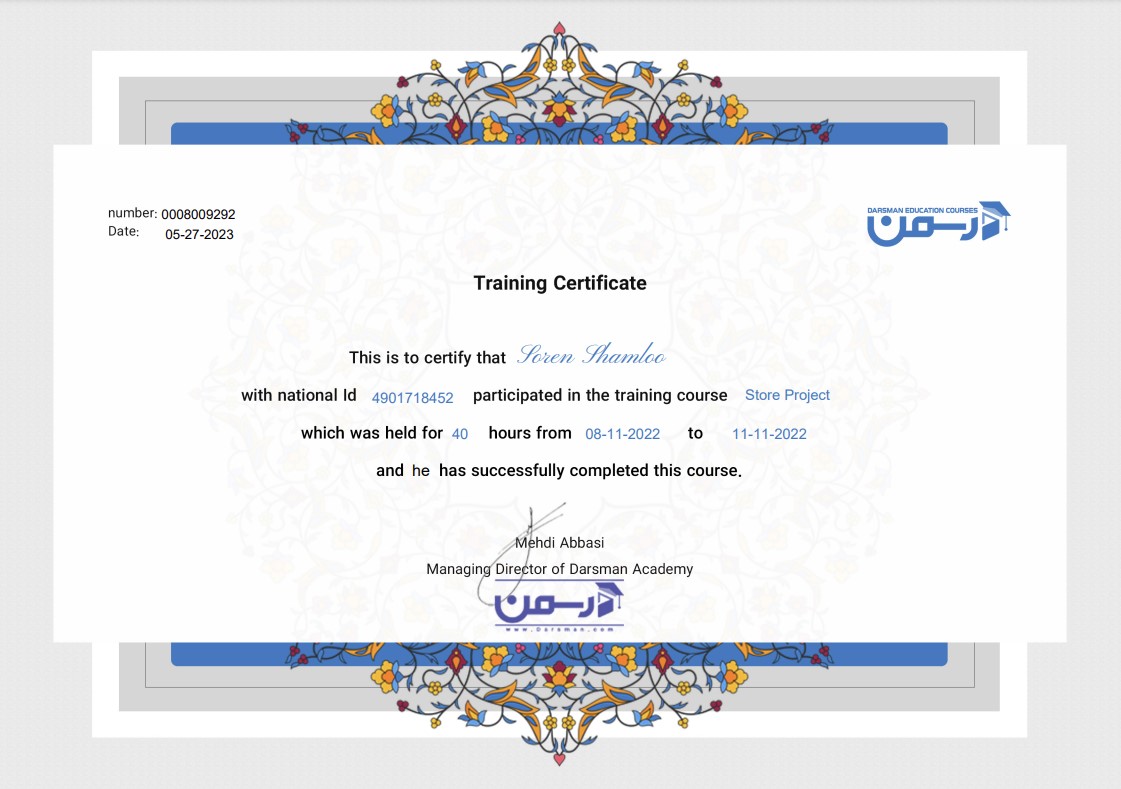 number: 0008009292
Date: 05-27-2023
DARSMAN EDUCATION COURSES
درسمن
Training Certificate
This is to certify that Soren Shamloo
with national Id 4901718452 participated in the training course Store Project
which was held for 40 hours from 08-11-2022 to 11-11-2022
and he has successfully completed this course.
Mehdi Abbasi
Managing Director of Darsman Academy
درسمن
www.Darsman.com